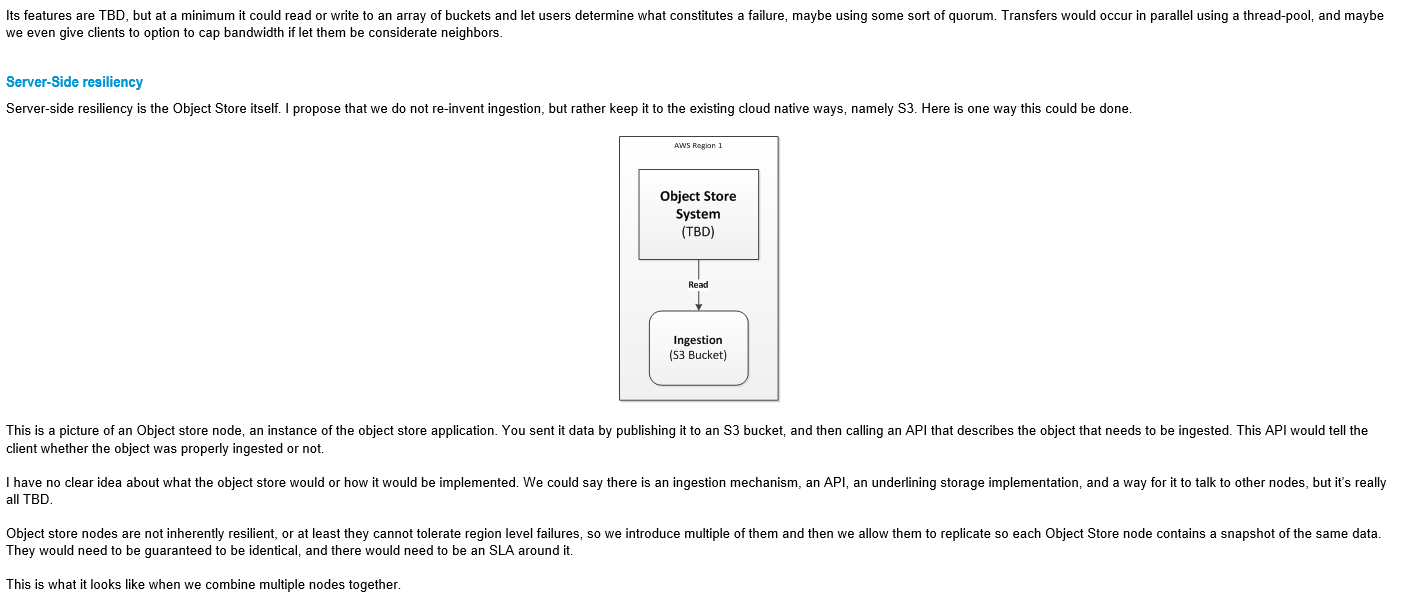 Its features are TBD, but at a minimum it could read or write to an array of buckets and let users determine what constitutes a failure, maybe using some sort of quorum. Transfers would occur in parallel using a thread-pool, and maybe
we even give clients to option to cap bandwidth if let them be considerate neighbors.
Server-Side resiliency
Server-side resiliency is the Object Store itself. I propose that we do not re-invent ingestion, but rather keep it to the existing cloud native ways, namely S3. Here is one way this could be done.
AWS Region 1
Object Store
System
(TBD)
Read
Ingestion
(S3 Bucket)
This is a picture of an Object store node, an instance of the object store application. You sent it data by publishing it to an S3 bucket, and then calling an API that describes the object that needs to be ingested. This API would tell the
client whether the object was properly ingested or not.
I have no clear idea about what the object store would or how it would be implemented. We could say there is an ingestion mechanism, an API, an underlining storage implementation, and a way for it to talk to other nodes, but it's really
all TBD.
Object store nodes are not inherently resilient, or at least they cannot tolerate region level failures, so we introduce multiple of them and then we allow them to replicate so each Object Store node contains a snapshot of the same data.
They would need to be guaranteed to be identical, and there would need to be an SLA around it.
This is what it looks like when we combine multiple nodes together.